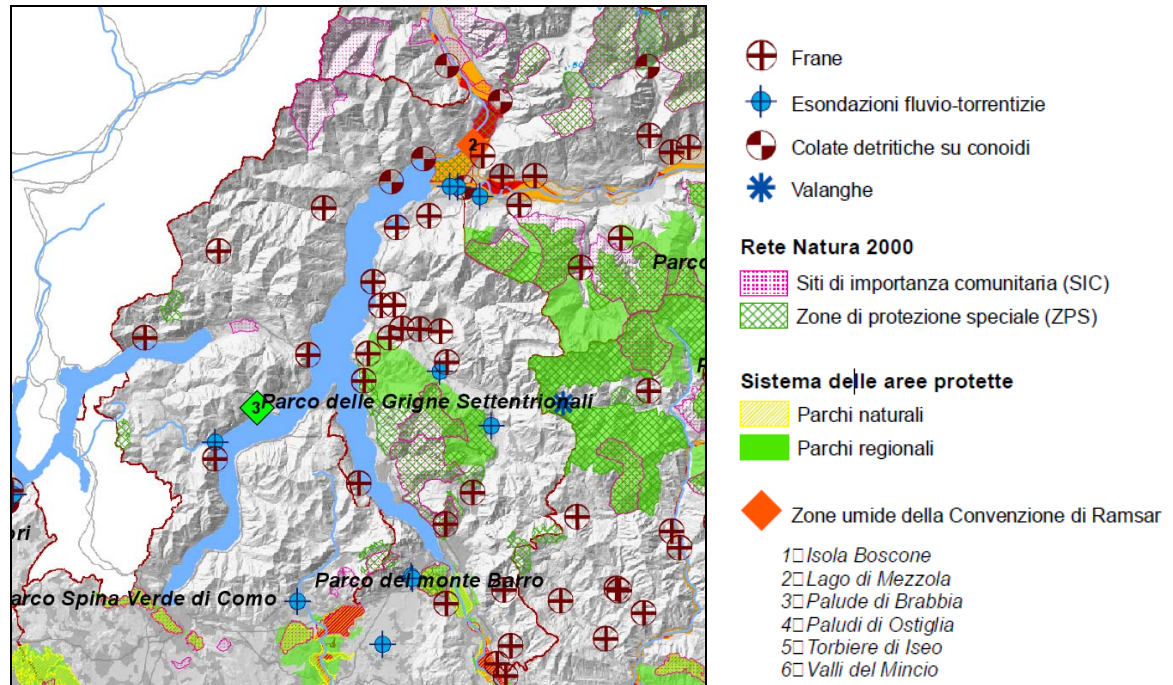 2
Parco
3
Parco delle Grigne Settentrionali
ori
Parco del monte Barro
arco Spina Verde di Como
Frane
Esondazioni fluvio-torrentizie
Colate detritiche su conoidi
Valanghe
Rete Natura 2000
Siti di importanza comunitaria (SIC)
Zone di protezione speciale (ZPS)
Sistema delle aree protette
Parchi naturali
Parchi regionali
Zone umide della Convenzione di Ramsar
1□ Isola Boscone
2□ Lago di Mezzola
3□ Palude di Brabbia
4□ Paludi di Ostiglia
5□ Torbiere di Iseo
6□ Valli del Mincio